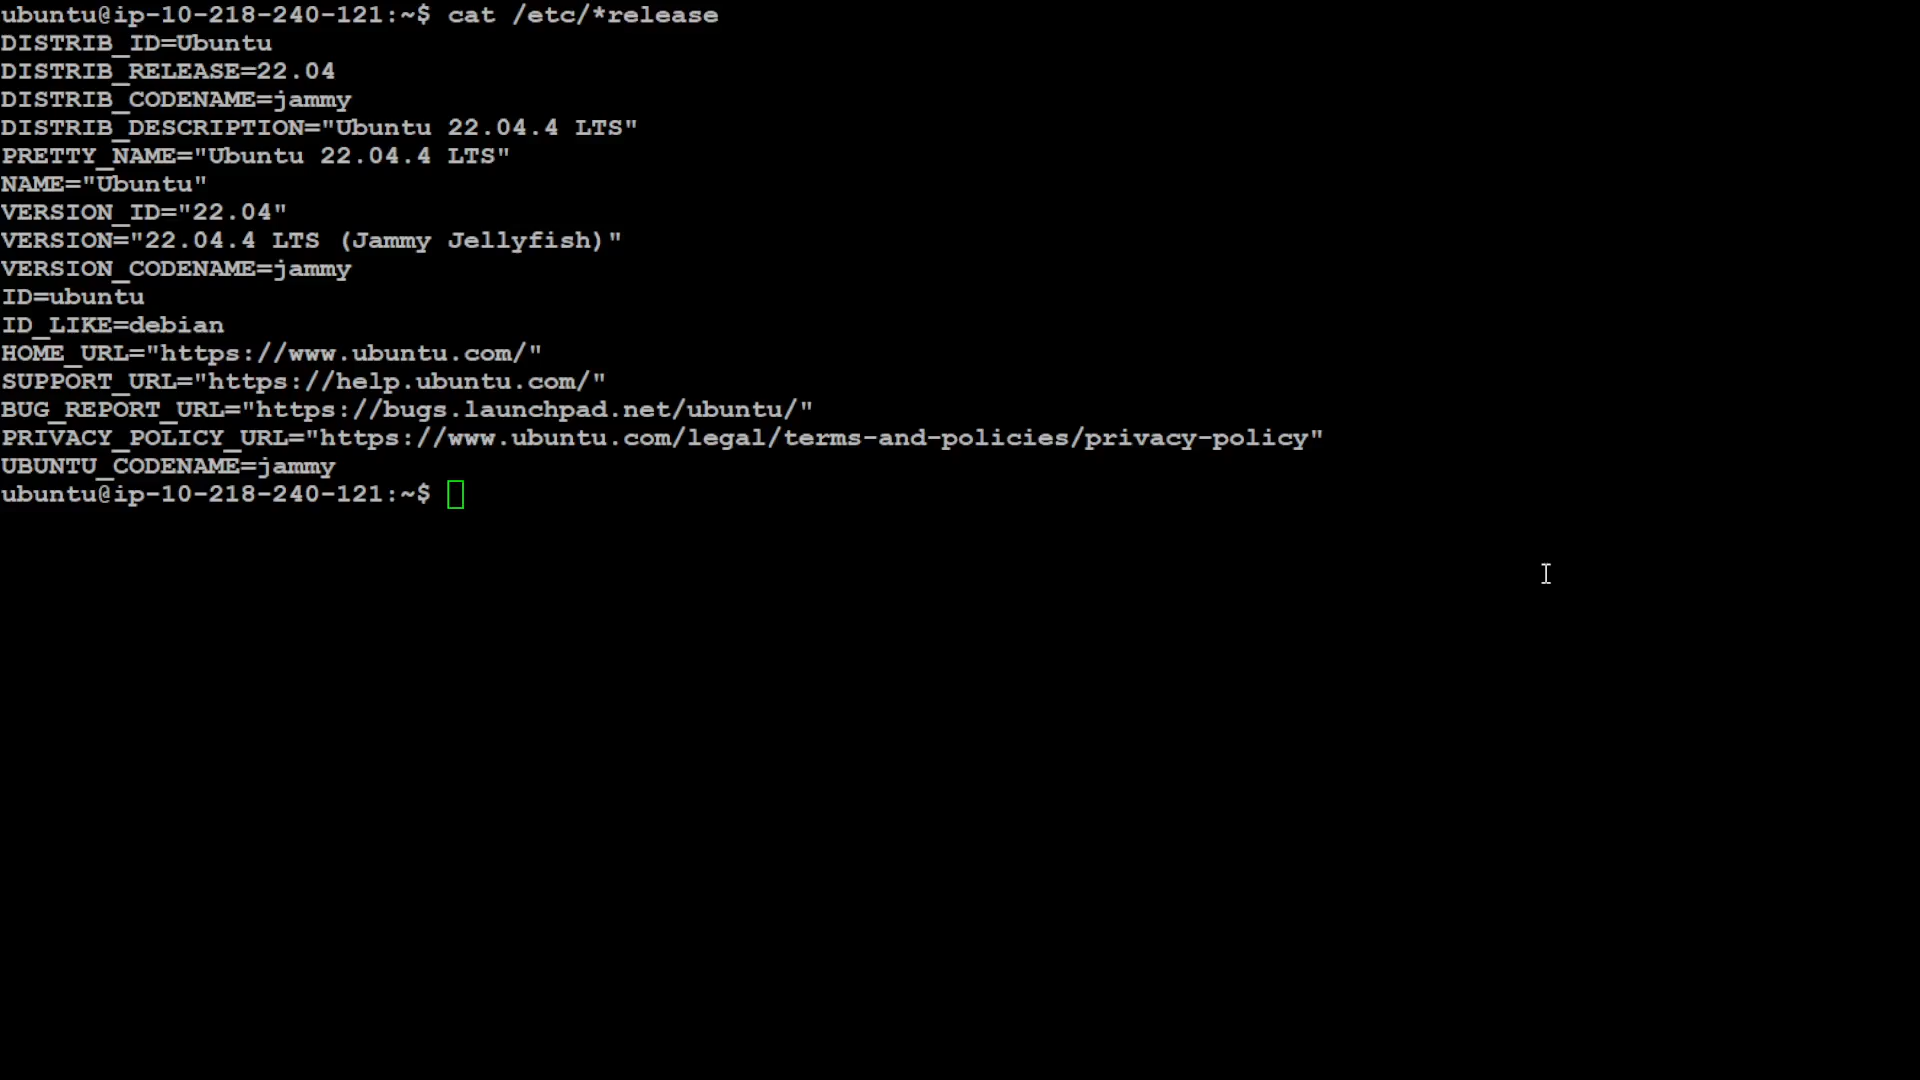 ubuntu@ip-10-218-240-121:~$ cat /etc/*release
DISTRIB_ID=Ubuntu
DISTRIB_RELEASE=22.04
DISTRIB_CODENAME=jammy
DISTRIB_DESCRIPTION="Ubuntu 22.04.4 LTS"
PRETTY_NAME="Ubuntu 22.04.4 LTS"
NAME="Ubuntu"
VERSION_ID="22.04"
VERSION="22.04.4 LTS (Jammy Jellyfish)"
VERSION_CODENAME=jammy
ID=ubuntu
ID_LIKE=debian
HOME_URL="https://www.ubuntu.com/"
SUPPORT_URL="https://help.ubuntu.com/"
BUG_REPORT_URL="https://bugs.launchpad.net/ubuntu/"
PRIVACY_POLICY_URL="https://www.ubuntu.com/legal/terms-and-policies/privacy-policy"
UBUNTU_CODENAME=jammy
ubuntu@ip-10-218-240-121:~$